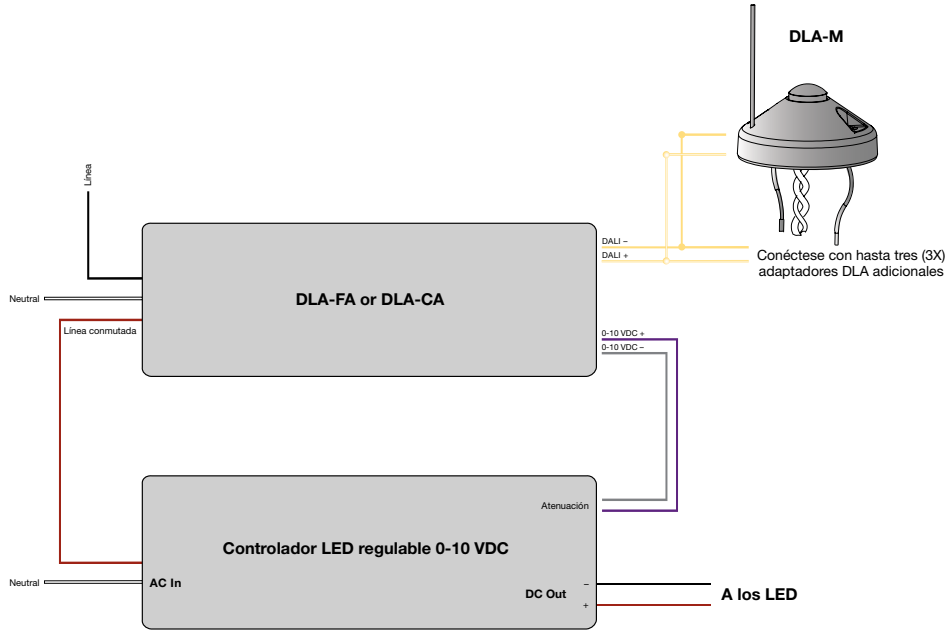 DLA-M
Línea
DALI –
DALI +
Conéctese con hasta tres (3X)
adaptadores DLA adicionales
Neutral
DLA-FA or DLA-CA
Línea conmutada
0-10 VDC +
0-10 VDC –
Atenuación
Controlador LED regulable 0-10 VDC
Neutral
AC In
DC Out
–
+
A los LED